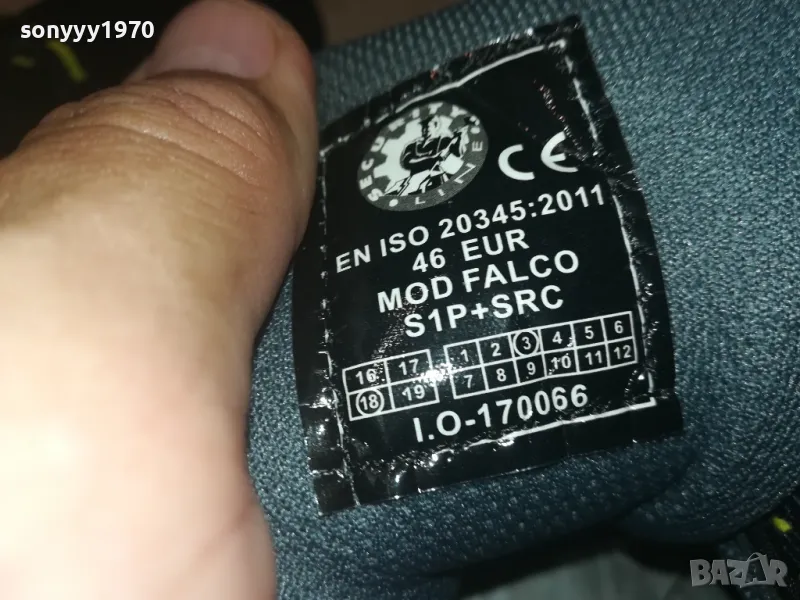 sonyyy1970
SECURITY
LINE
CE
EN ISO 20345:2011
46 EUR
MOD FALCO
S1P+SRC
16 17 1 2 3 4 5 6
18 19 7 8 9 10 11 12
I.O-170066
BAZAR